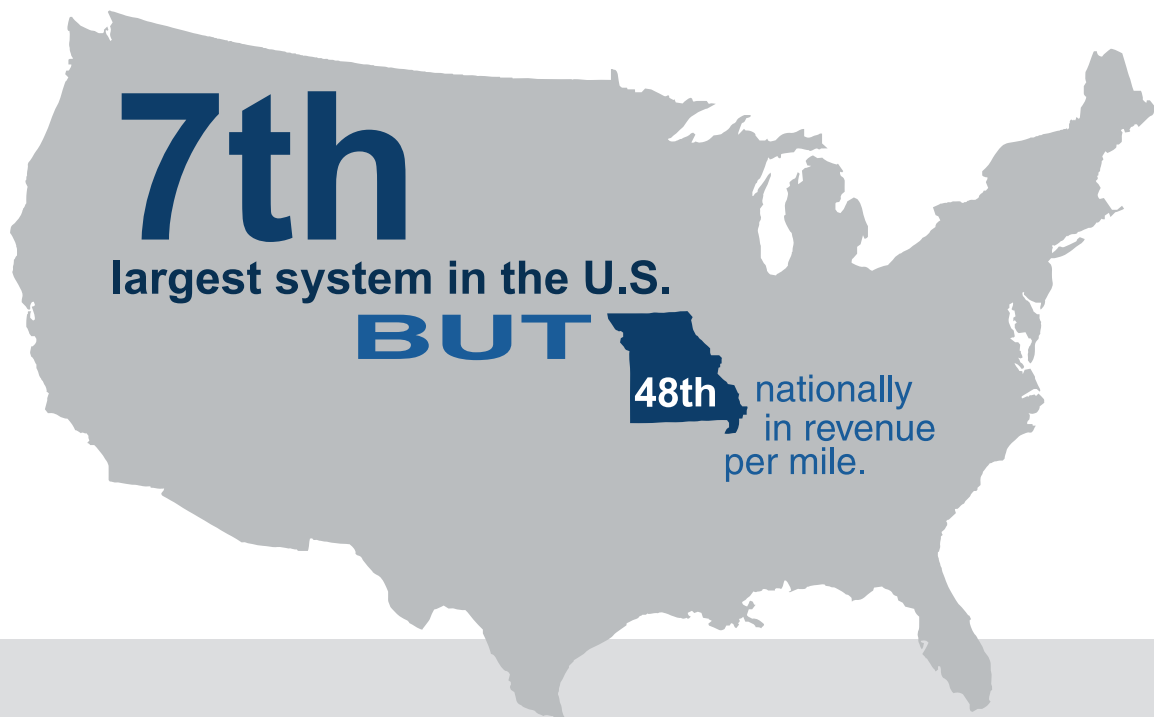 7th
largest system in the U.S.
BUT
48th
nationally
in revenue
per mile.